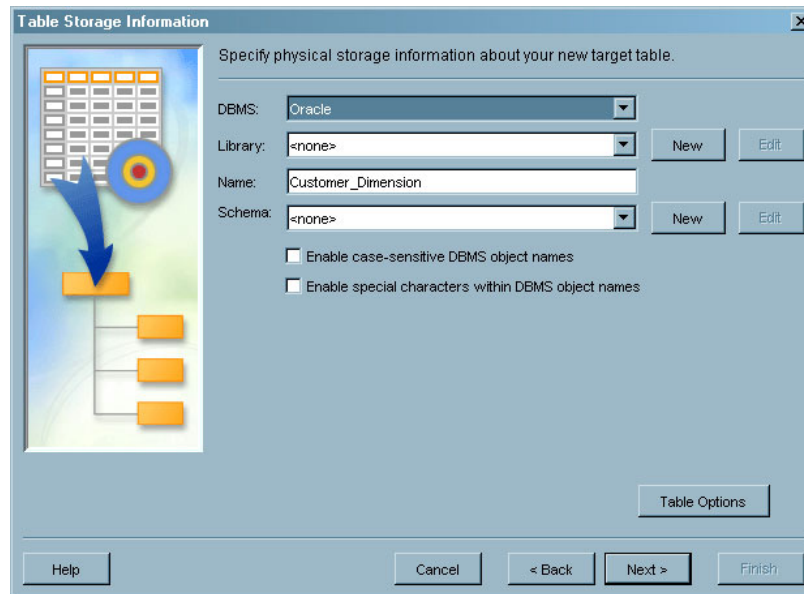 Table Storage Information
Specify physical storage information about your new target table.
DBMS: Oracle
Library: <none> New Edit
Name: Customer_Dimension
Schema: <none> New Edit
Enable case-sensitive DBMS object names
Enable special characters within DBMS object names
Table Options
Help Cancel < Back Next > Finish